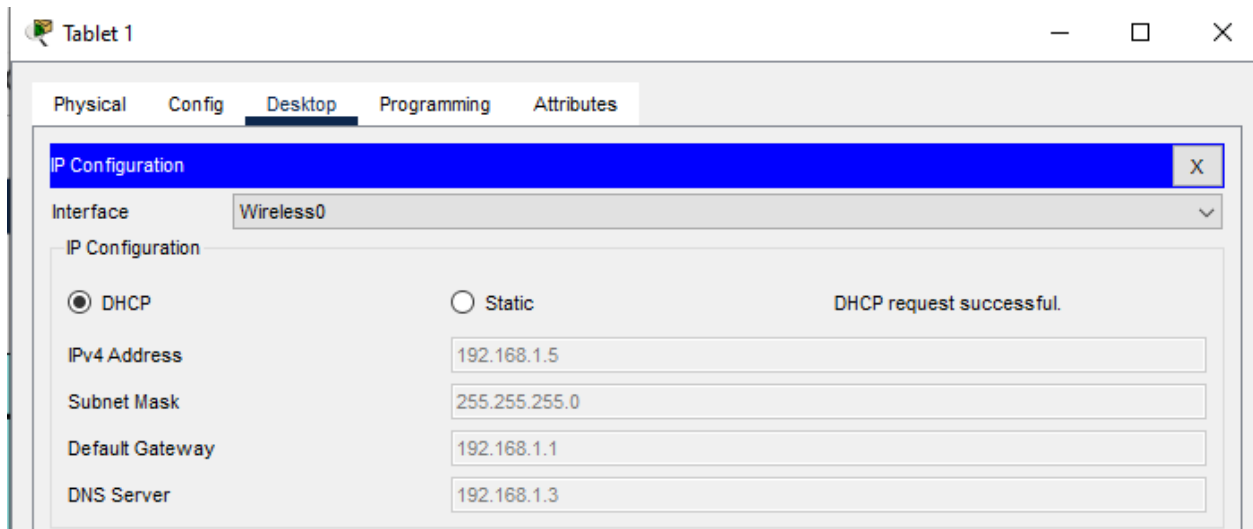 Tablet 1
Physical Config Desktop Programming Attributes
IP Configuration X
Interface Wireless0
IP Configuration
DHCP Static DHCP request successful.
IPv4 Address 192.168.1.5
Subnet Mask 255.255.255.0
Default Gateway 192.168.1.1
DNS Server 192.168.1.3